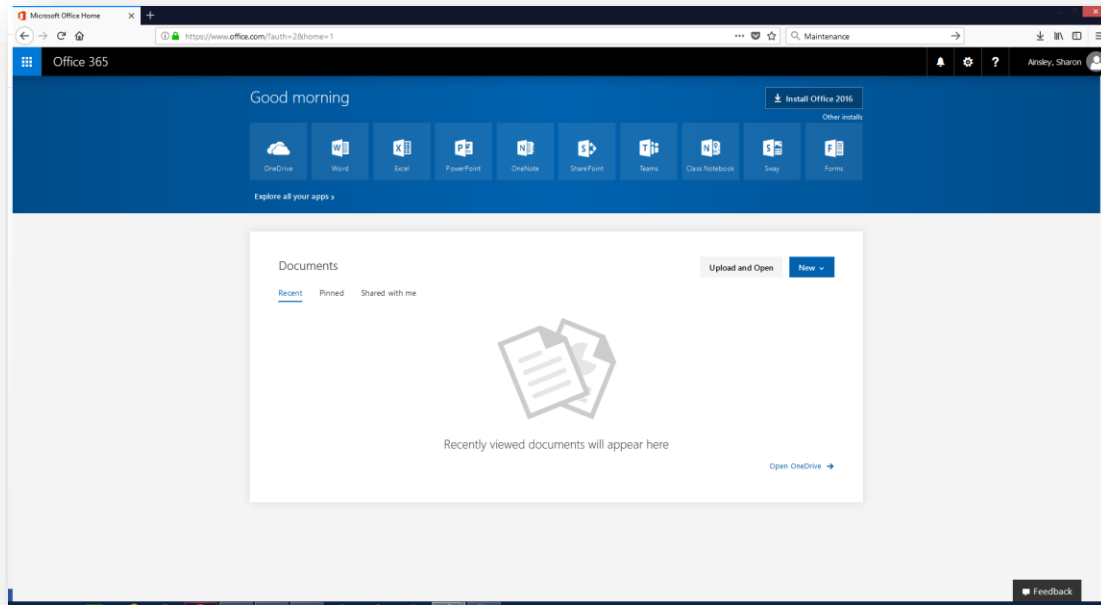 Microsoft Office Home
https://www.office.com/?auth=2&home=1
Maintenance
Office 365
?
Ainsley, Sharon
Good morning
Install Office 2016
Other installs
OneDrive
Word
Excel
PowerPoint
OneNote
SharePoint
Teams
Class Notebook
Sway
Forms
Explore all your apps >
Documents
Upload and Open
New
Recent Pinned Shared with me
Recently viewed documents will appear here
Open OneDrive →
Feedback